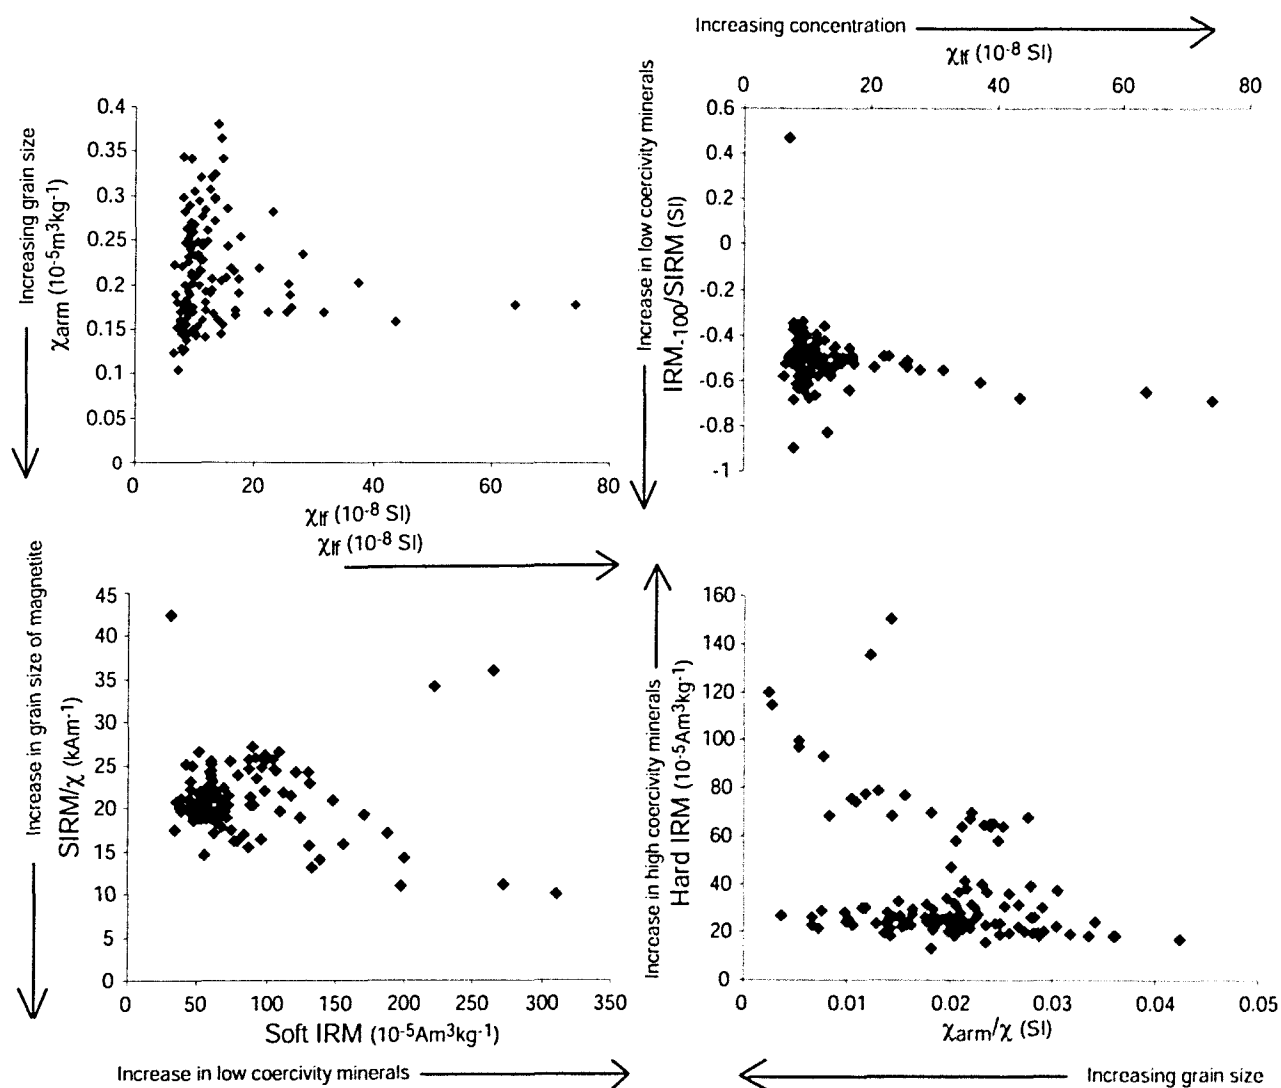 Increasing concentration
χlf (10-8 SI)
0 20 40 60 80
Increasing grain size
χarm (10-5m3kg-1)
0.4
0.35
0.3
0.25
0.2
0.15
0.1
0.05
0
0 20 40 60 80
χlf (10-8 SI)
χlf (10-8 SI)
Increase in low coercivity minerals
IRM-100/SIRM (SI)
0.6
0.4
0.2
0
-0.2
-0.4
-0.6
-0.8
-1
Increase in grain size of magnetite
SIRM/χ (kAm-1)
45
40
35
30
25
20
15
10
5
0
0 50 100 150 200 250 300 350
Soft IRM (10-5Am3kg-1)
Increase in low coercivity minerals
Increase in high coercivity minerals
Hard IRM (10-5Am3kg-1)
160
140
120
100
80
60
40
20
0
0 0.01 0.02 0.03 0.04 0.05
χarm/χ (SI)
Increasing grain size